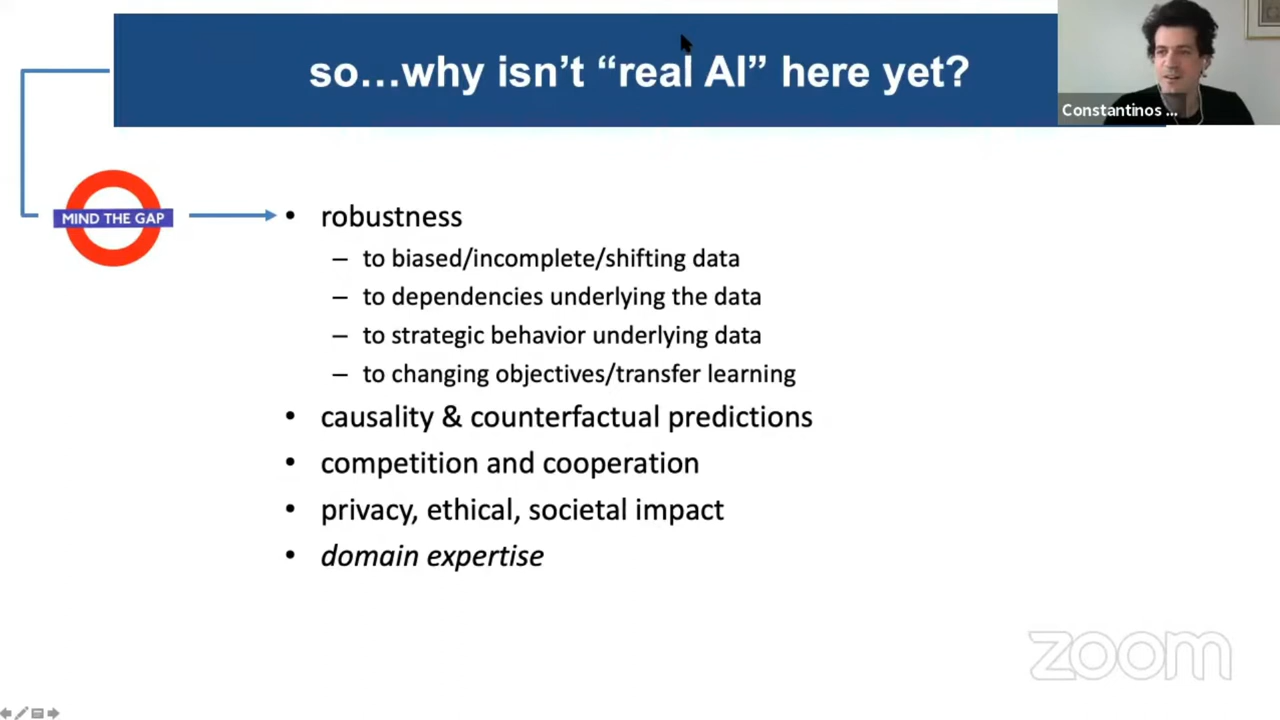 so...why isn't “real AI” here yet?
Constantinos ...
MIND THE GAP
• robustness
– to biased/incomplete/shifting data
– to dependencies underlying the data
– to strategic behavior underlying data
– to changing objectives/transfer learning
• causality & counterfactual predictions
• competition and cooperation
• privacy, ethical, societal impact
• domain expertise
zoom